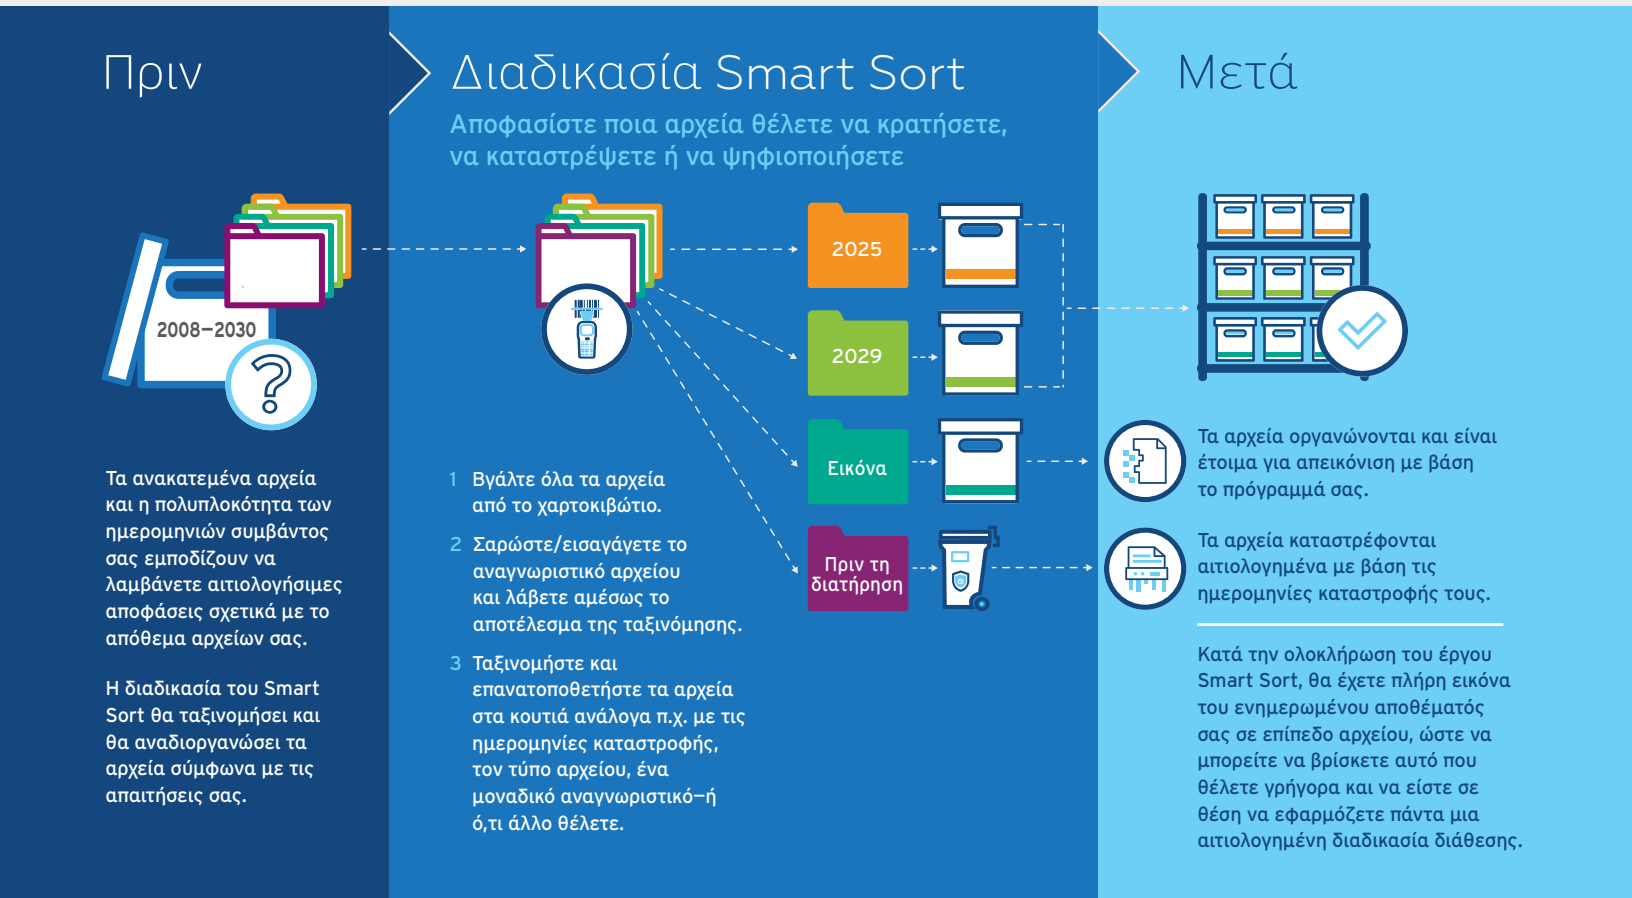 Πριν
2008–2030
Τα ανακατεμένα αρχεία
και η πολυπλοκότητα των
ημερομηνιών συμβάντος
σας εμποδίζουν να
λαμβάνετε αιτιολογήσιμες
αποφάσεις σχετικά με το
απόθεμα αρχείων σας.
Η διαδικασία του Smart
Sort θα ταξινομήσει και
θα αναδιοργανώσει τα
αρχεία σύμφωνα με τις
απαιτήσεις σας.
Διαδικασία Smart Sort
Αποφασίστε ποια αρχεία θέλετε να κρατήσετε,
να καταστρέψετε ή να ψηφιοποιήσετε
2025
2029
Εικόνα
Πριν τη
διατήρηση
1 Βγάλτε όλα τα αρχεία
από το χαρτοκιβώτιο.
2 Σαρώστε/εισαγάγετε το
αναγνωριστικό αρχείου
και λάβετε αμέσως το
αποτέλεσμα της ταξινόμησης.
3 Ταξινομήστε και
επανατοποθετήστε τα αρχεία
στα κουτιά ανάλογα π.χ. με τις
ημερομηνίες καταστροφής,
τον τύπο αρχείου, ένα
μοναδικό αναγνωριστικό–ή
ό,τι άλλο θέλετε.
Μετά
Τα αρχεία οργανώνονται και είναι
έτοιμα για απεικόνιση με βάση
το πρόγραμμά σας.
Τα αρχεία καταστρέφονται
αιτιολογημένα με βάση τις
ημερομηνίες καταστροφής τους.
Κατά την ολοκλήρωση του έργου
Smart Sort, θα έχετε πλήρη εικόνα
του ενημερωμένου αποθέματός
σας σε επίπεδο αρχείου, ώστε να
μπορείτε να βρίσκετε αυτό που
θέλετε γρήγορα και να είστε σε
θέση να εφαρμόζετε πάντα μια
αιτιολογημένη διαδικασία διάθεσης.